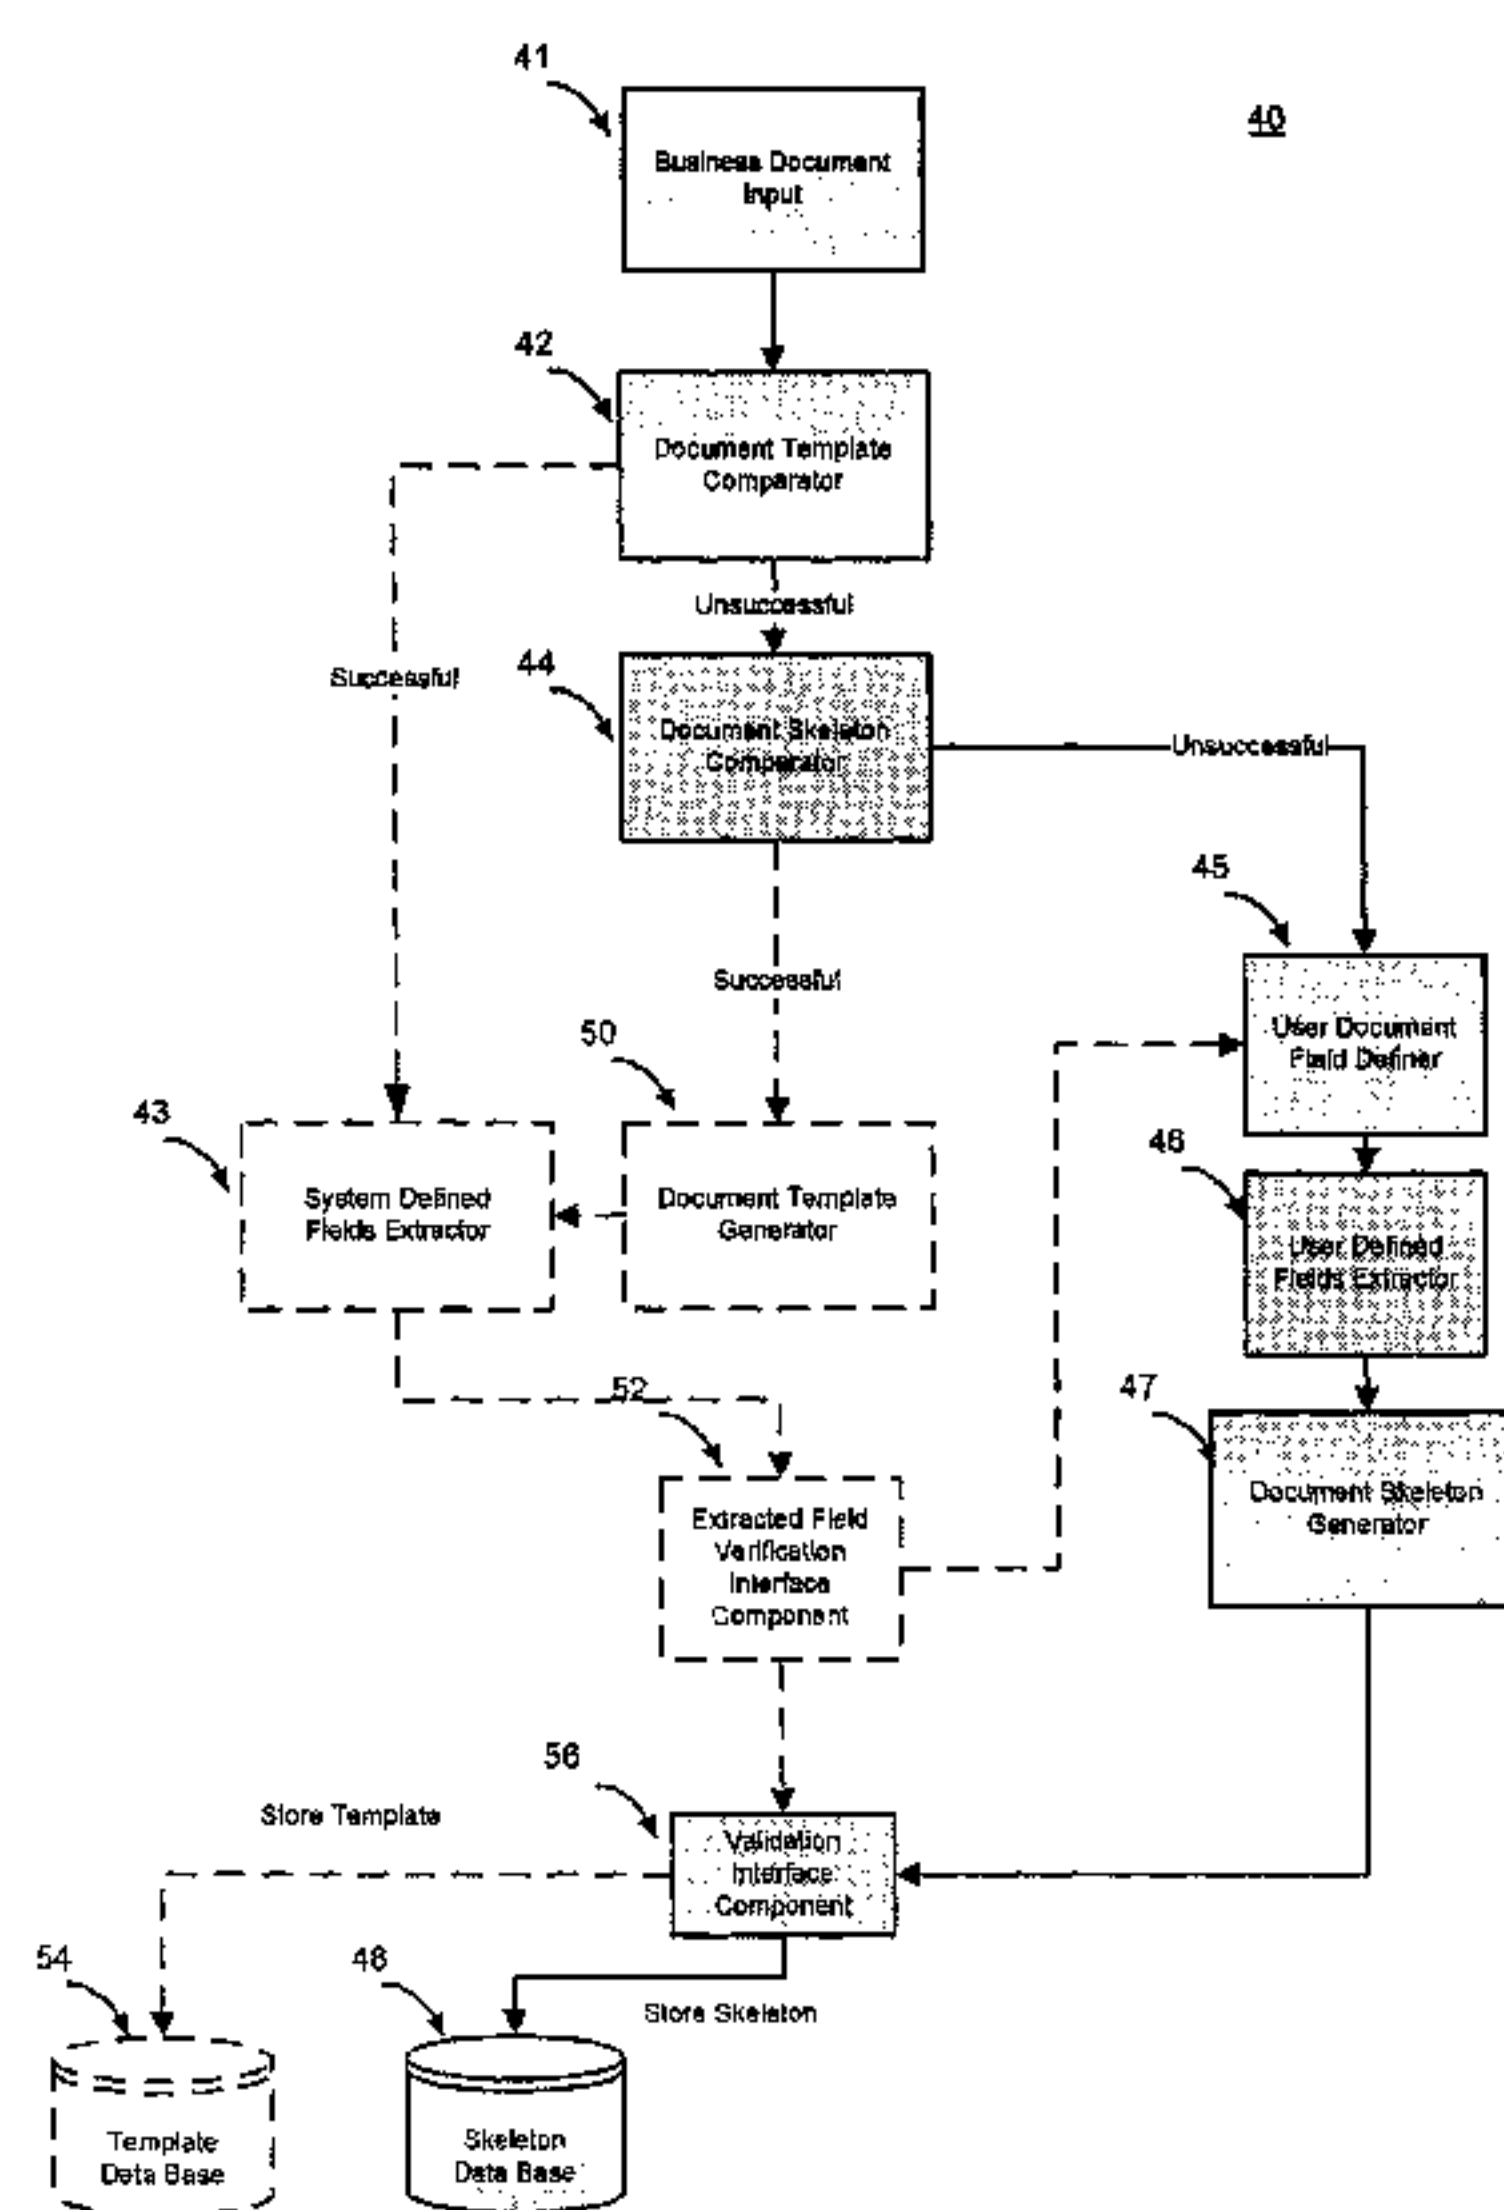 41
40
Business Document
Input
42
Document Template
Comparator
Unsuccessful
Successful
44
Document Skeleton
Comparator
Unsuccessful
45
Successful
50
User Document
Field Definer
43
46
System Defined
Fields Extractor
Document Template
Generator
User Defined
Fields Extractor
52
47
Extracted Field
Verification
Interface
Component
Document Skeleton
Generator
56
Store Template
Validation
Interface
Component
54
48
Store Skeleton
Template
Data Base
Skeleton
Data Base